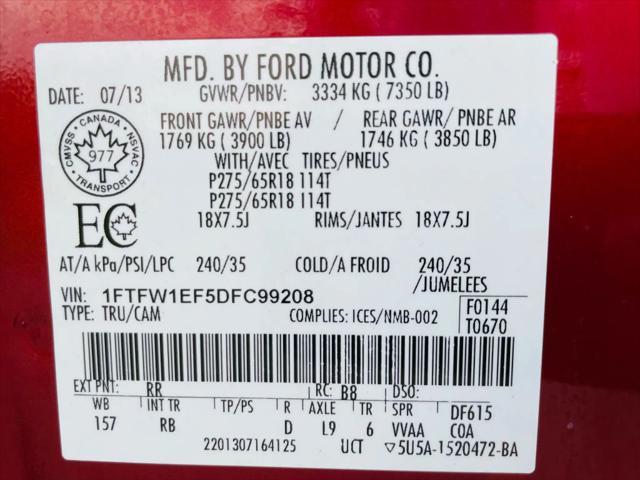 MFD. BY FORD MOTOR CO.
DATE: 07/13 GVWR/PNBV: 3334 KG ( 7350 LB)
FRONT GAWR/PNBE AV / REAR GAWR/ PNBE AR
1769 KG ( 3900 LB) 1746 KG ( 3850 LB)
WITH/AVEC TIRES/PNEUS
P275/65R18 114T
P275/65R18 114T
18X7.5J RIMS/JANTES 18X7.5J
CMVSS · CANADA · NSVAC
977
TRANSPORT
EC
AT/A kPa/PSI/LPC 240/35 COLD/A FROID 240/35
/JUMELEES
VIN: 1FTFW1EF5DFC99208
TYPE: TRU/CAM COMPLIES: ICES/NMB-002
F0144
T0670
EXT PNT: RR RC: B8 DSO:
WB INT TR TP/PS R AXLE TR SPR DF615
157 RB D L9 6 VVAA COA
2201307164125 UCT ▽5U5A-1520472-BA